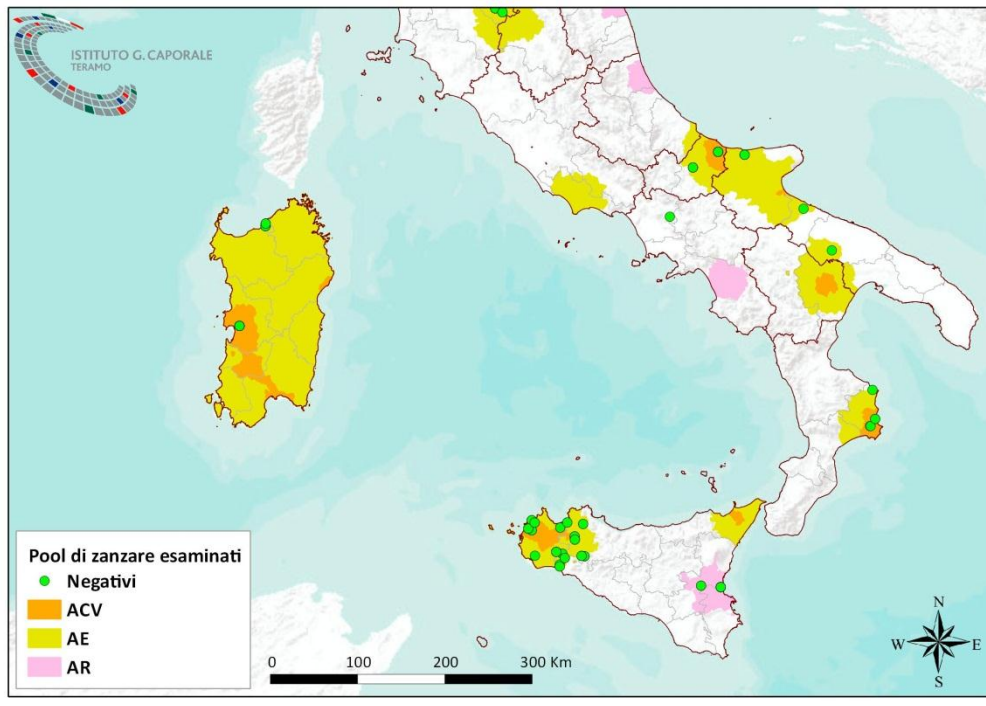 ISTITUTO G. CAPORALE
TERAMO
Pool di zanzare esaminati
Negativi
ACV
AE
AR
0 100 200 300 Km
N
W E
S